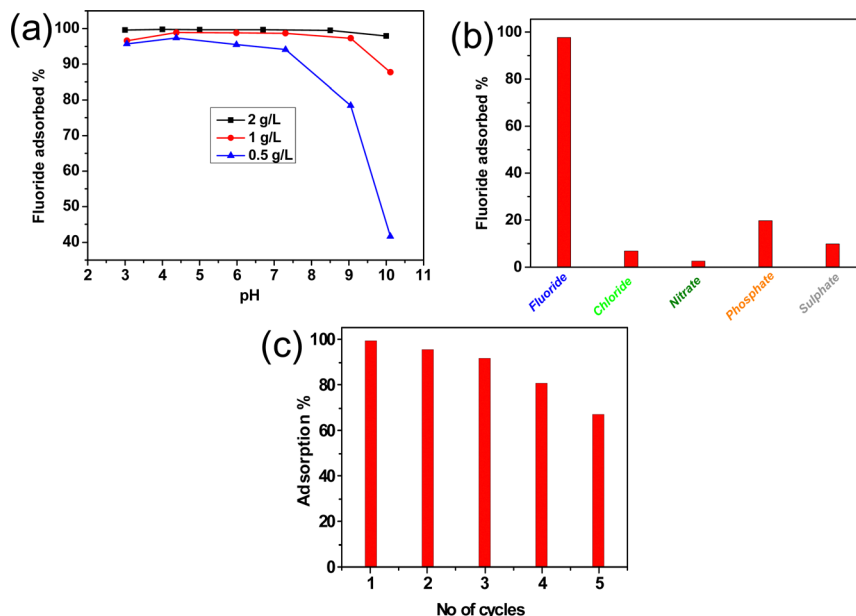 (a)
Fluoride adsorbed %
100
90
80
70
60
50
40
2 g/L
1 g/L
0.5 g/L
2 3 4 5 6 7 8 9 10 11
pH
(b)
Fluoride adsorbed %
100
80
60
40
20
0
Fluoride
Chloride
Nitrate
Phosphate
Sulphate
(c)
Adsorption %
100
80
60
40
20
0
1 2 3 4 5
No of cycles